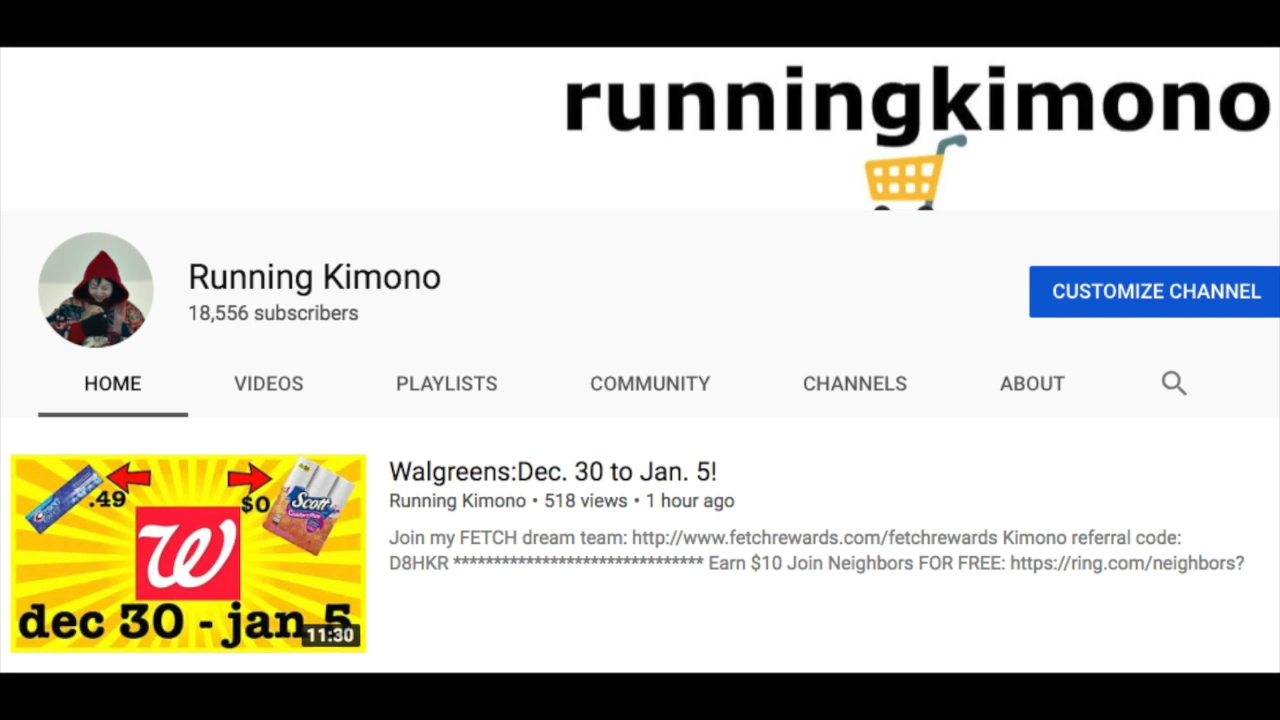 runningkimono
Running Kimono
18,556 subscribers
CUSTOMIZE CHANNEL
HOME VIDEOS PLAYLISTS COMMUNITY CHANNELS ABOUT
.49
$0
Scott
W
dec 30 - jan 5
11:30
Walgreens:Dec. 30 to Jan. 5!
Running Kimono • 518 views • 1 hour ago
Join my FETCH dream team: http://www.fetchrewards.com/fetchrewards Kimono referral code:
D8HKR ******************************* Earn $10 Join Neighbors FOR FREE: https://ring.com/neighbors?